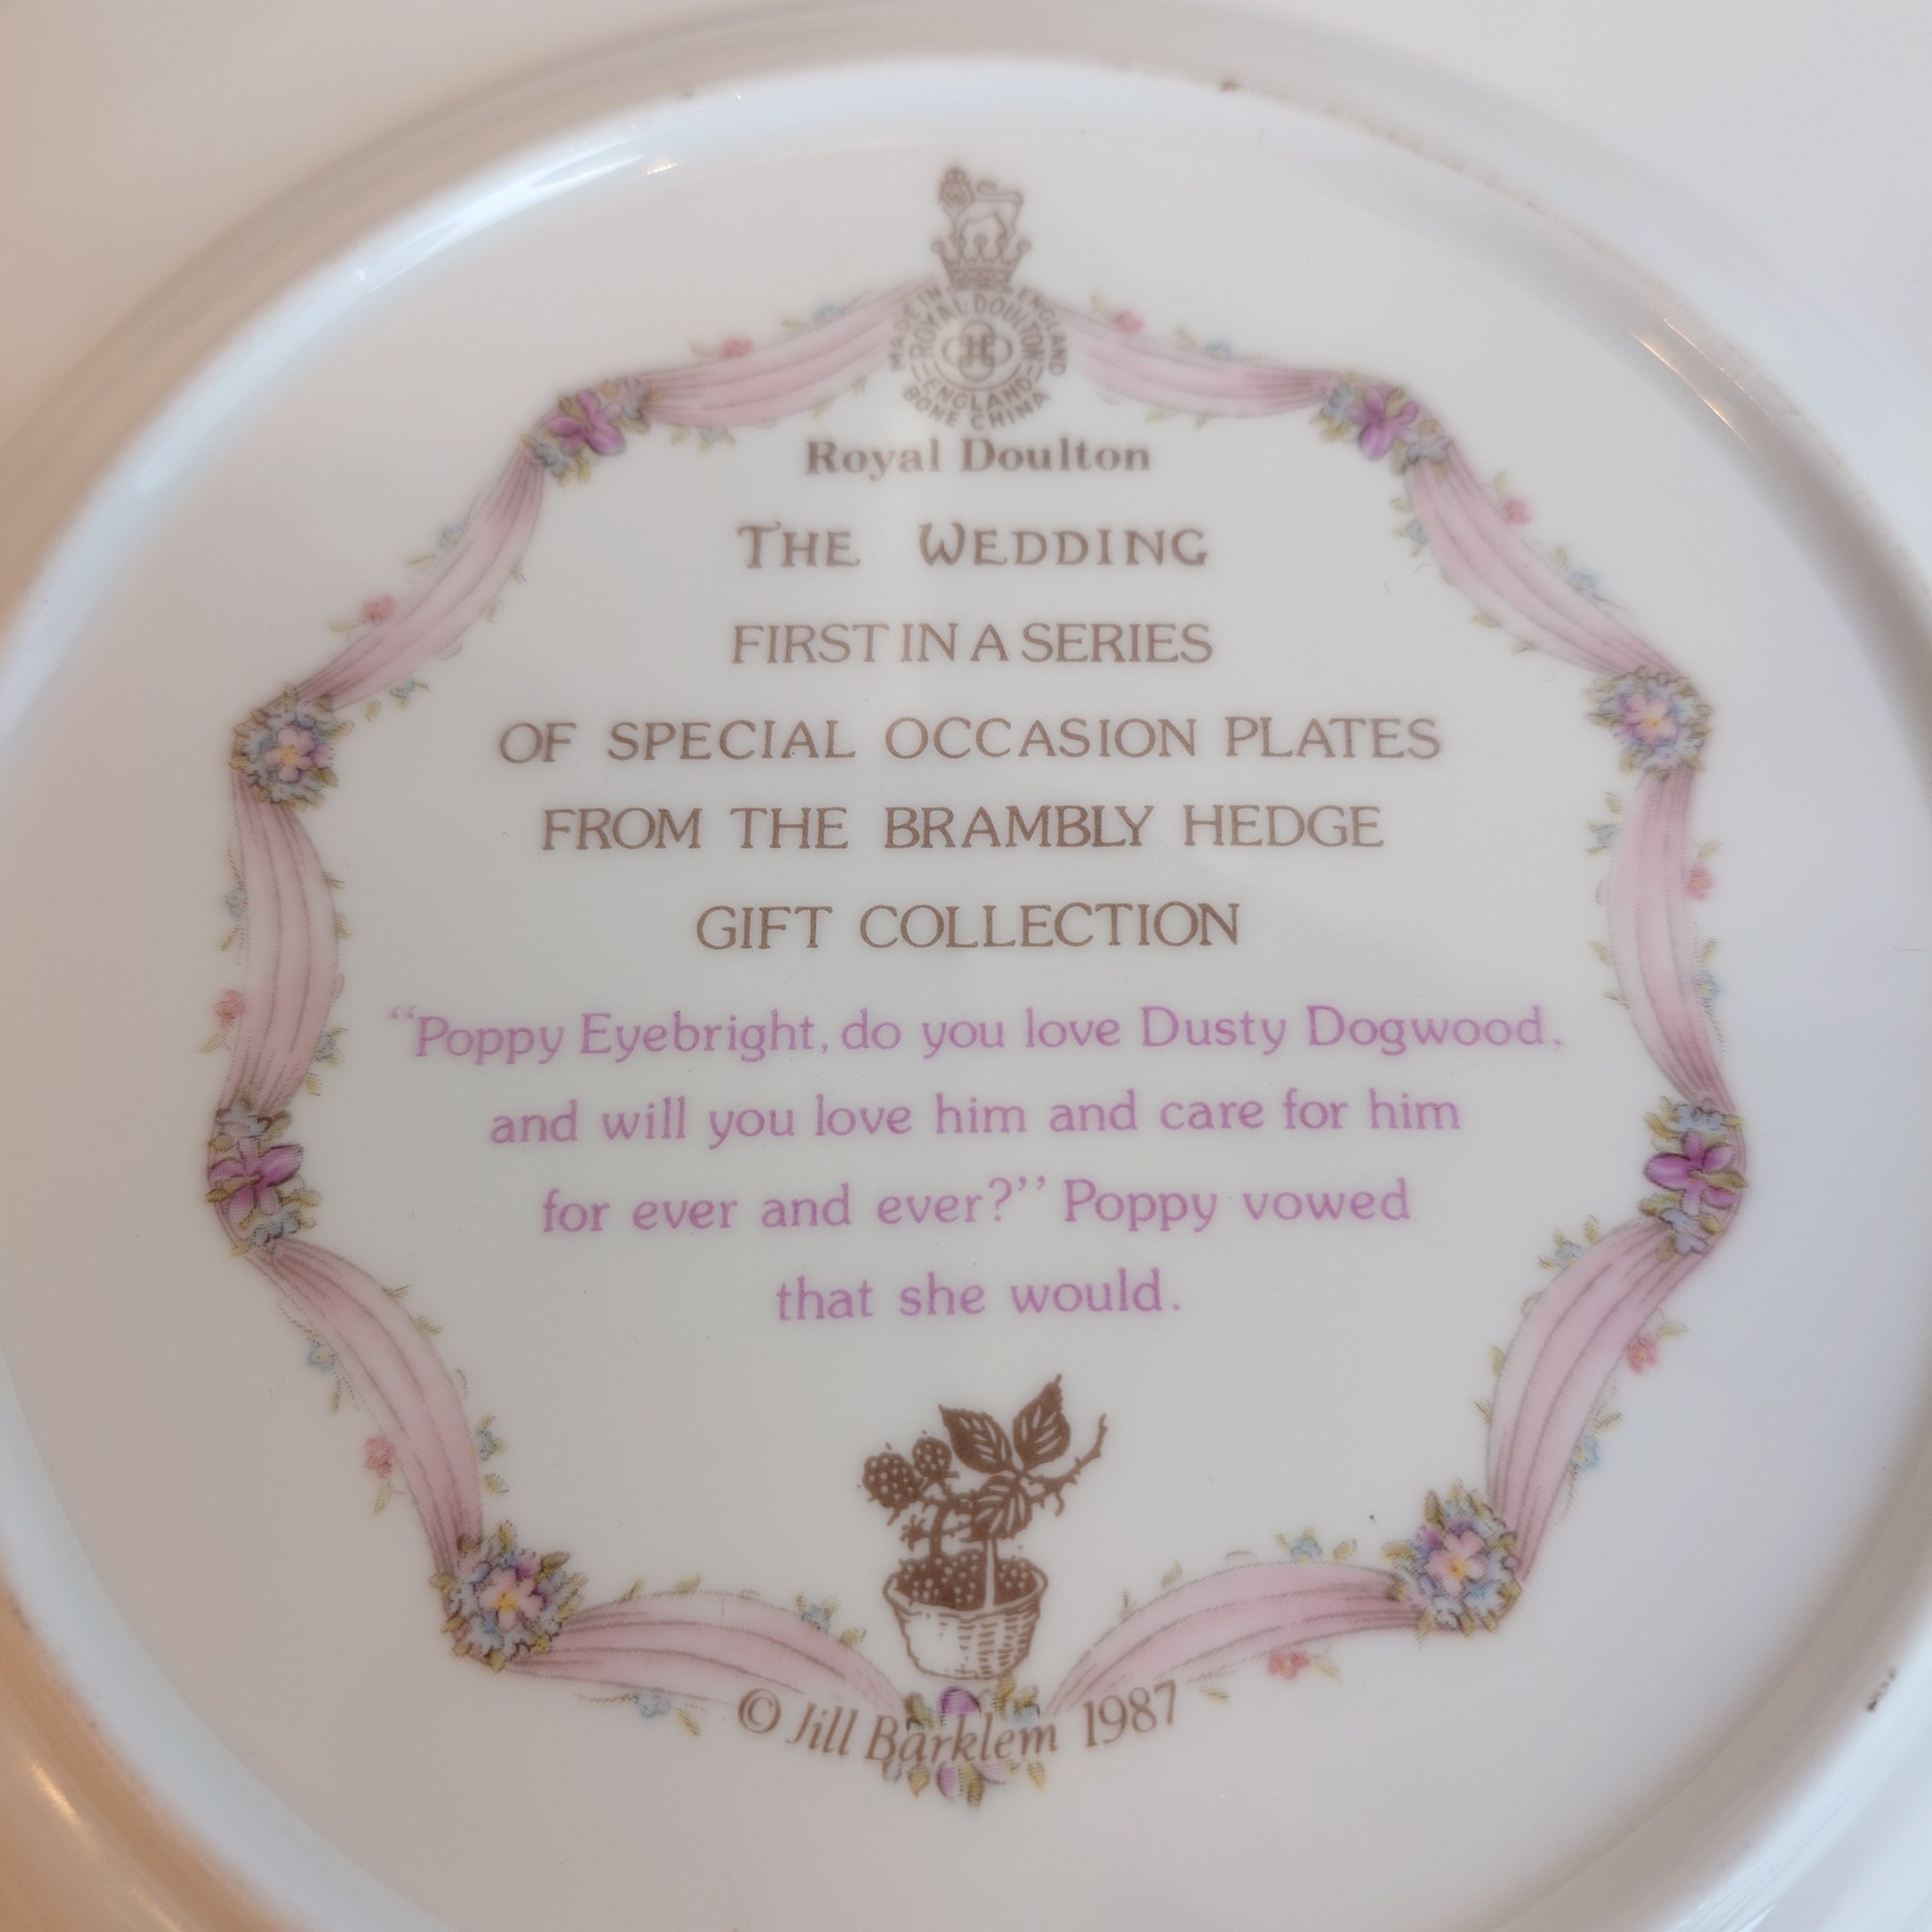 MADE IN ENGLAND
ROYAL DOULTON
ENGLAND
BONE CHINA
Royal Doulton
THE WEDDING
FIRST IN A SERIES
OF SPECIAL OCCASION PLATES
FROM THE BRAMBLY HEDGE
GIFT COLLECTION
“Poppy Eyebright, do you love Dusty Dogwood,
and will you love him and care for him
for ever and ever?’’ Poppy vowed
that she would.
© Jill Barklem 1987